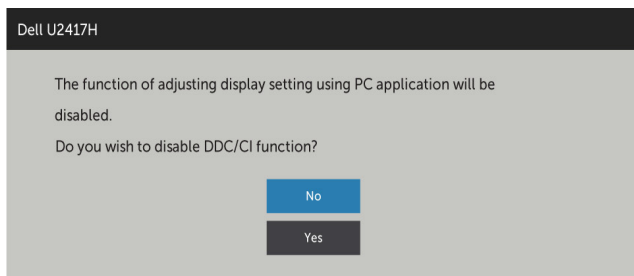 Dell U2417H
The function of adjusting display setting using PC application will be
disabled.
Do you wish to disable DDC/CI function?
No
Yes